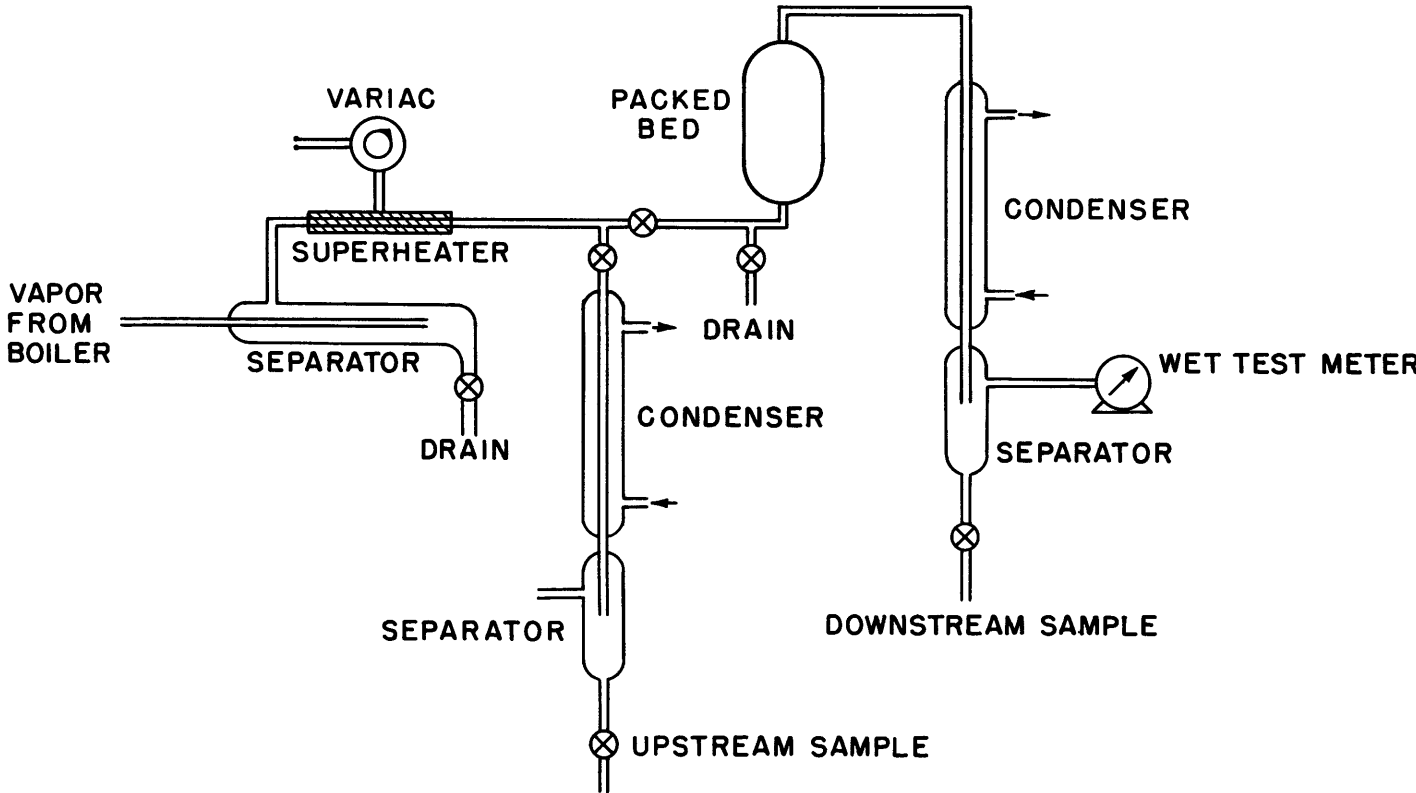 VARIAC
PACKED
BED
CONDENSER
SUPERHEATER
VAPOR
FROM
BOILER
SEPARATOR
DRAIN
DRAIN
CONDENSER
WET TEST METER
SEPARATOR
SEPARATOR
DOWNSTREAM SAMPLE
UPSTREAM SAMPLE